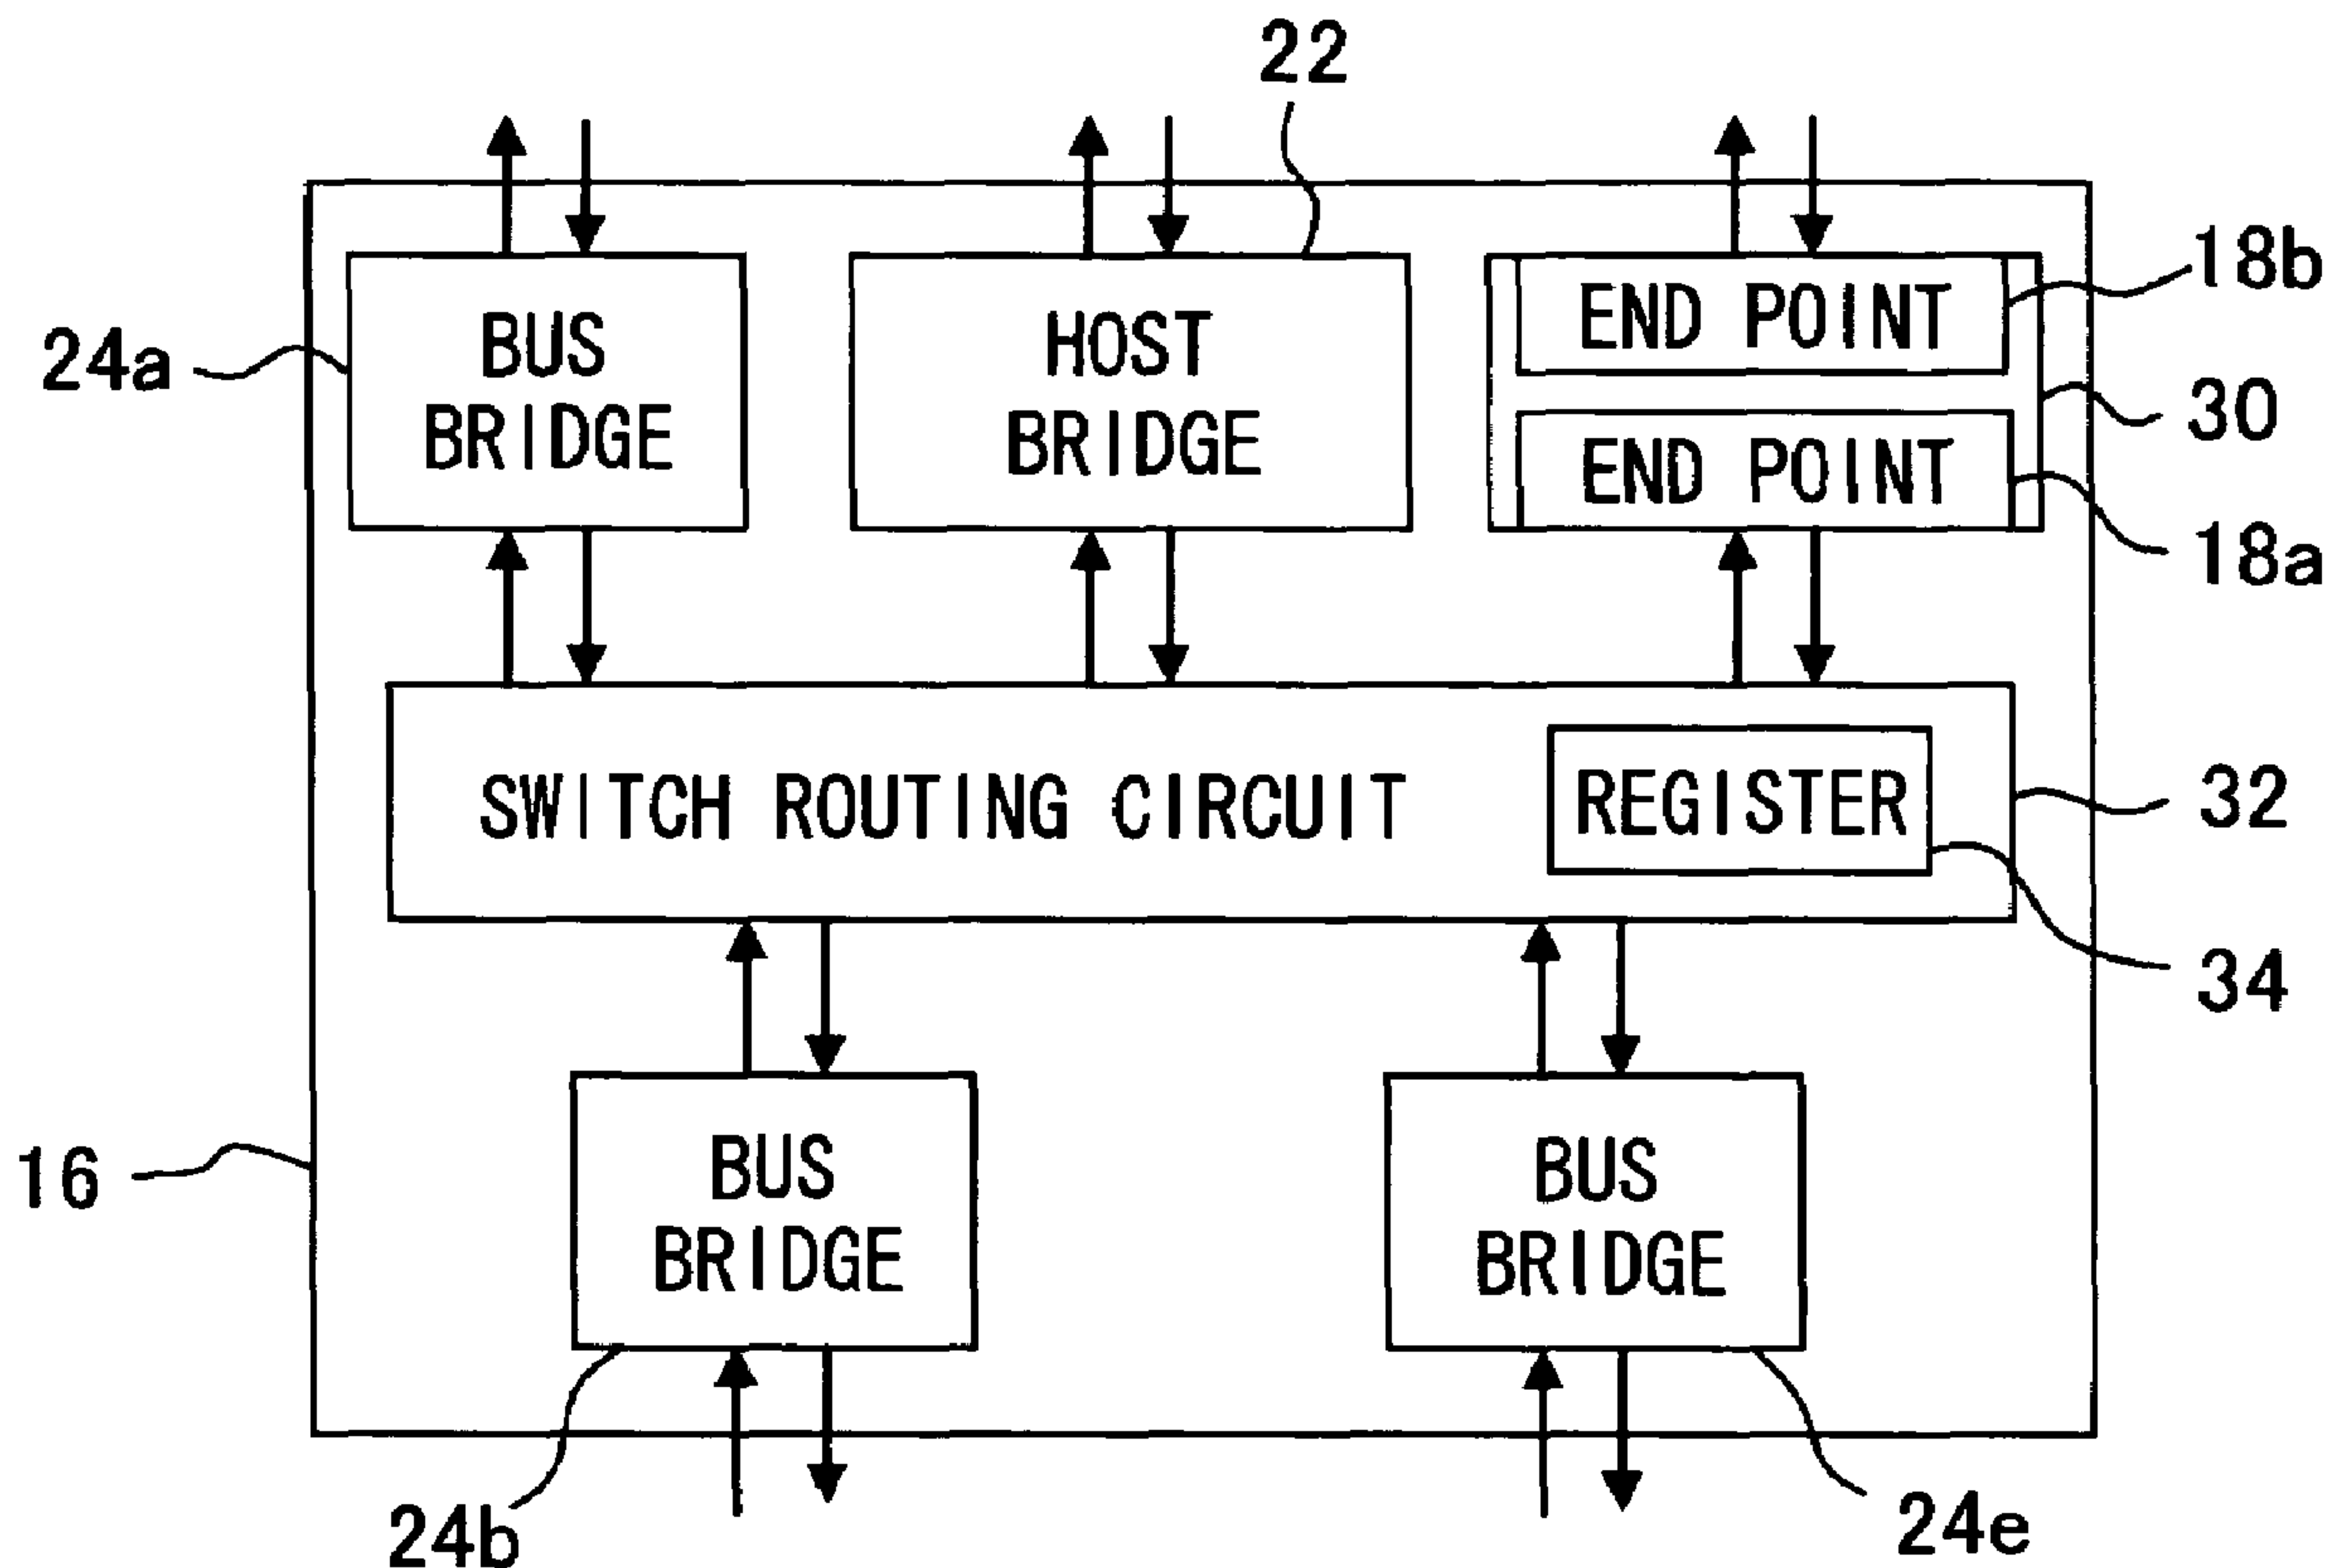 22
24a
BUS
BRIDGE
HOST
BRIDGE
END POINT
18b
END POINT
30
18a
SWITCH ROUTING CIRCUIT
REGISTER
32
34
16
BUS
BRIDGE
BUS
BRIDGE
24b
24e